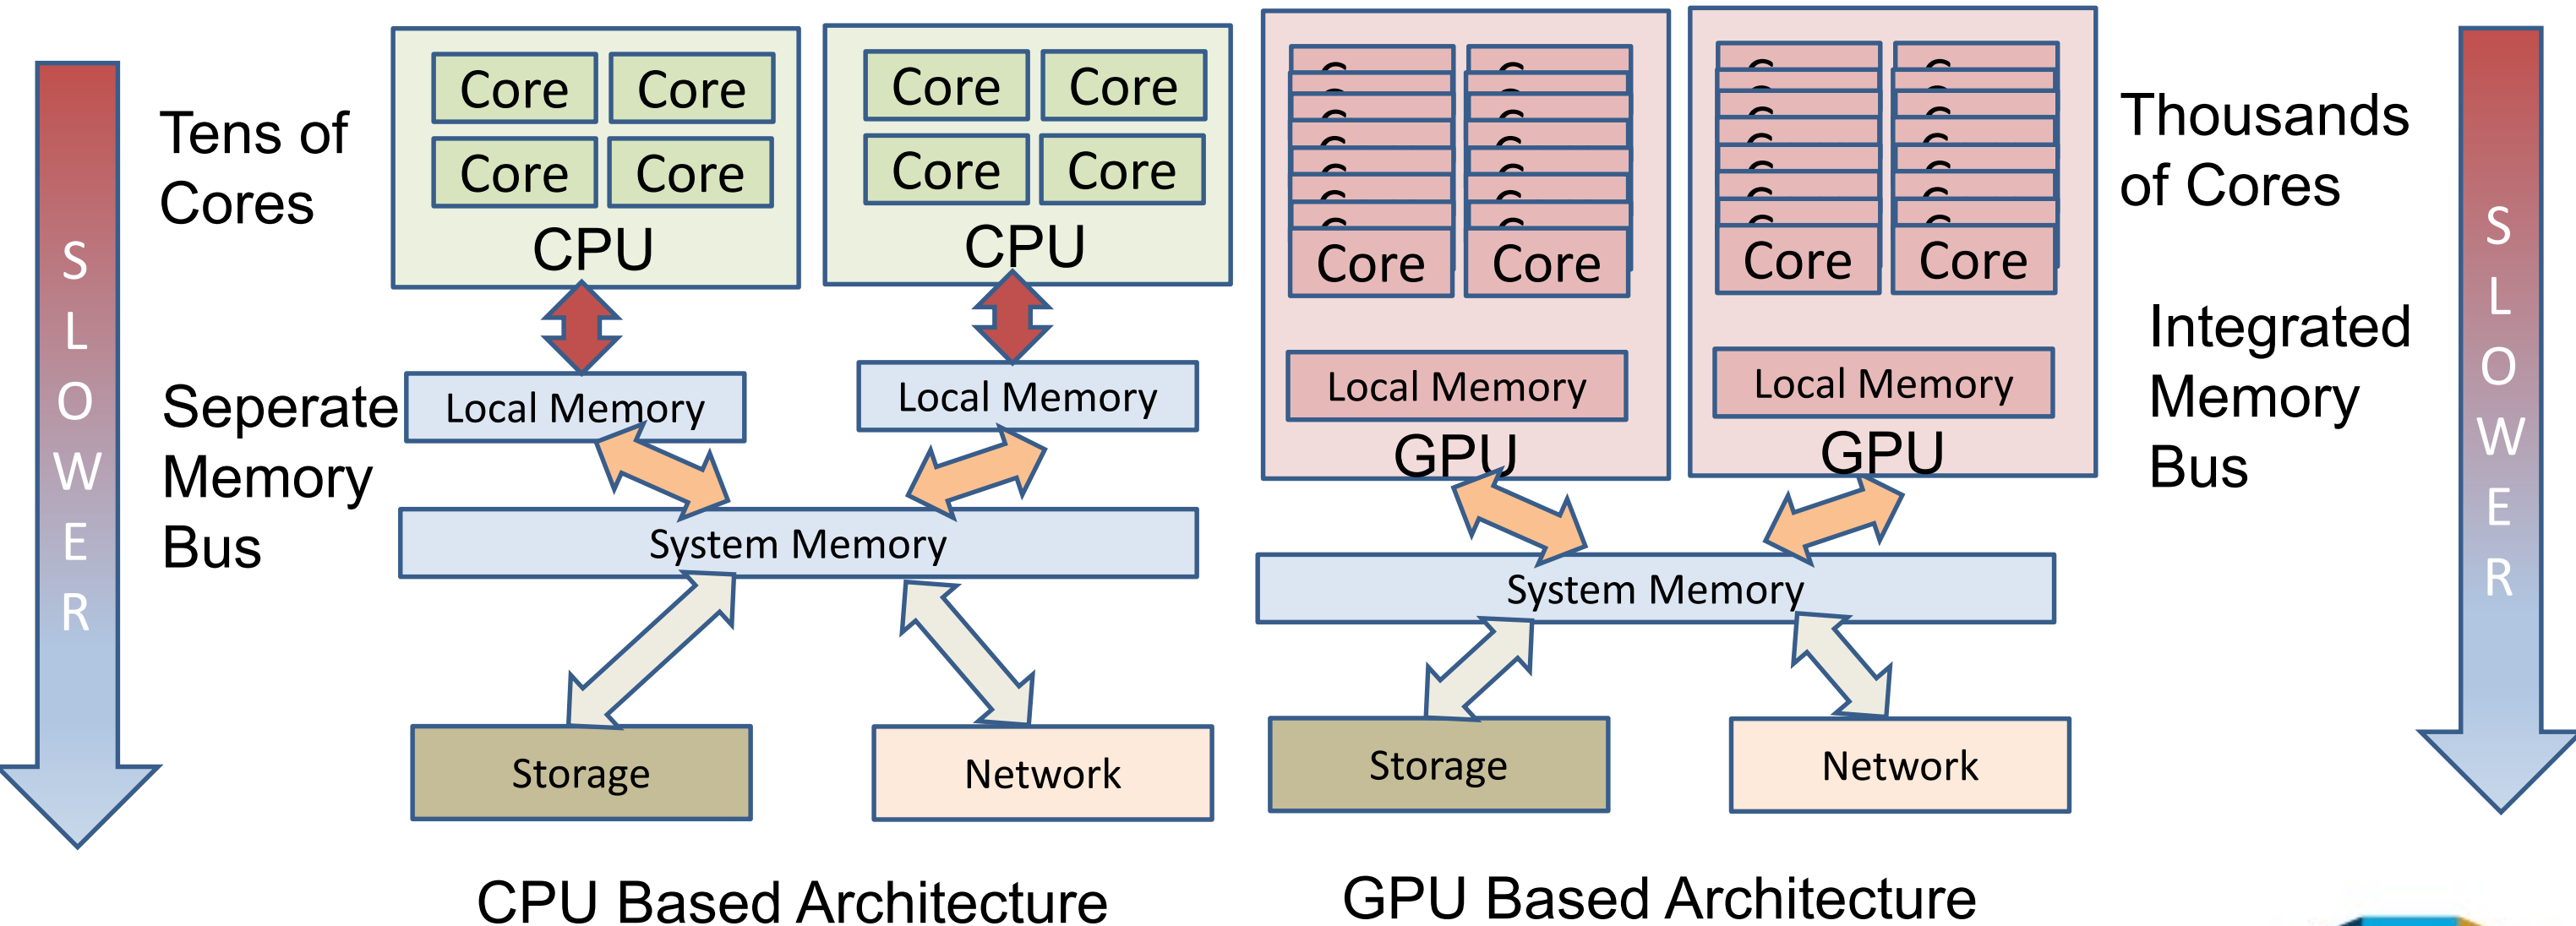 Tens of
Cores
Seperate
Memory
Bus
SLOWER
Core Core
Core Core
CPU
Core Core
Core Core
CPU
Local Memory
Local Memory
System Memory
Storage
Network
CPU Based Architecture
Core Core
Local Memory
GPU
Core Core
Local Memory
GPU
System Memory
Storage
Network
GPU Based Architecture
Thousands
of Cores
Integrated
Memory
Bus
SLOWER